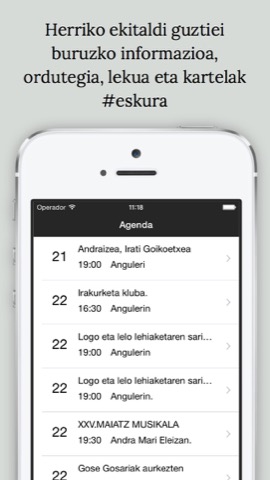 Herriko ekitaldi guztiei
buruzko informazioa,
ordutegia, lekua eta kartelak
#eskura
Operador 11:18
Agenda
21 Andraizea, Irati Goikoetxea
19:00 Anguleri
22 Irakurketa kluba.
16:30 Angulerin
22 Logo eta lelo lehiaketaren sari...
19:00 Angulerin
22 Logo eta lelo lehiaketaren sari...
19:00 Angulerin.
22 XXV.MAIATZ MUSIKALA
19:30 Andra Mari Eleizan.
22 Gose Gosariak aurkezten